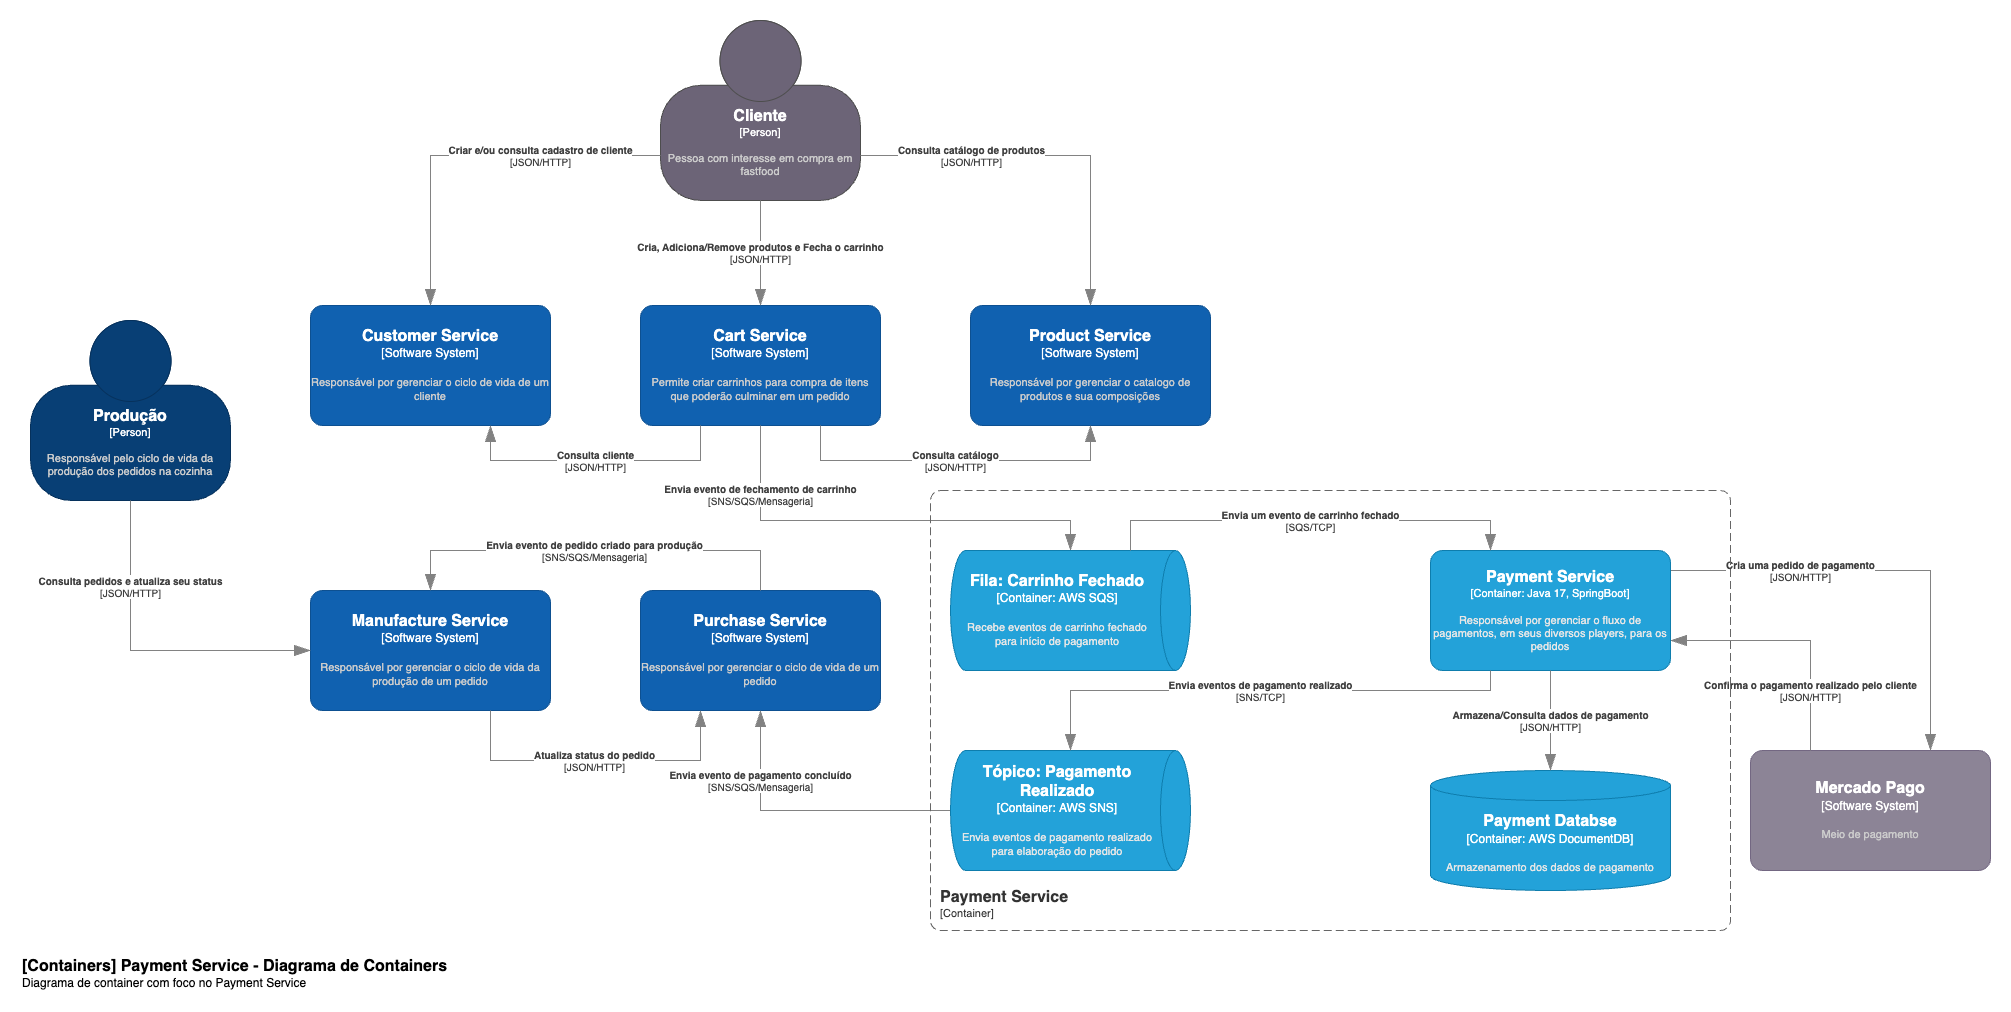 Cliente
[Person]
Pessoa com interesse em compra em
fastfood
Criar e/ou consulta cadastro de cliente
[JSON/HTTP]
Consulta catálogo de produtos
[JSON/HTTP]
Cria, Adiciona/Remove produtos e Fecha o carrinho
[JSON/HTTP]
Customer Service
[Software System]
Responsável por gerenciar o ciclo de vida de um
cliente
Cart Service
[Software System]
Permite criar carrinhos para compra de itens
que poderão culminar em um pedido
Product Service
[Software System]
Responsável por gerenciar o catalogo de
produtos e sua composições
Produção
[Person]
Responsável pelo ciclo de vida da
produção dos pedidos na cozinha
Consulta cliente
[JSON/HTTP]
Consulta catálogo
[JSON/HTTP]
Envia evento de fechamento de carrinho
[SNS/SQS/Mensageria]
Envia um evento de carrinho fechado
[SQS/TCP]
Envia evento de pedido criado para produção
[SNS/SQS/Mensageria]
Consulta pedidos e atualiza seu status
[JSON/HTTP]
Manufacture Service
[Software System]
Responsável por gerenciar o ciclo de vida da
produção de um pedido
Purchase Service
[Software System]
Responsável por gerenciar o ciclo de vida de um
pedido
Fila: Carrinho Fechado
[Container: AWS SQS]
Recebe eventos de carrinho fechado
para início de pagamento
Payment Service
[Container: Java 17, SpringBoot]
Responsável por gerenciar o fluxo de
pagamentos, em seus diversos players, para os
pedidos
Cria uma pedido de pagamento
[JSON/HTTP]
Envia eventos de pagamento realizado
[SNS/TCP]
Confirma o pagamento realizado pelo cliente
[JSON/HTTP]
Armazena/Consulta dados de pagamento
[JSON/HTTP]
Atualiza status do pedido
[JSON/HTTP]
Envia evento de pagamento concluído
[SNS/SQS/Mensageria]
Tópico: Pagamento
Realizado
[Container: AWS SNS]
Envia eventos de pagamento realizado
para elaboração do pedido
Payment Databse
[Container: AWS DocumentDB]
Armazenamento dos dados de pagamento
Mercado Pago
[Software System]
Meio de pagamento
Payment Service
[Container]
[Containers] Payment Service - Diagrama de Containers
Diagrama de container com foco no Payment Service